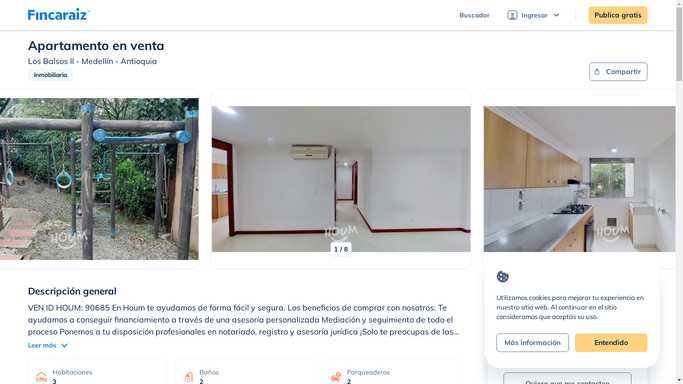 Fincaraiz
Buscador
Ingresar
Publica gratis
Apartamento en venta
Los Balsos II - Medellín - Antioquia
Inmobiliaria
Compartir
HOUM
HOUM
HOUM
1 / 8
Descripción general
VEN ID HOUM: 90685 En Houm te ayudamos de forma fácil y segura. Los beneficios de comprar con nosotros: Te
ayudamos a conseguir financiamiento a través de una asesoría personalizada Mediación y seguimiento de todo el
proceso Ponemos a tu disposición profesionales en notariado, registro y asesoría jurídica ¡Solo te preocupas de las...
Leer más
Habitaciones
3
Baños
2
Parqueaderos
2
Utilizamos cookies para mejorar tu experiencia en
nuestro sitio web. Al continuar en el sitio
consideramos que aceptas su uso.
Más información
Entendido
Quiero que me contacten